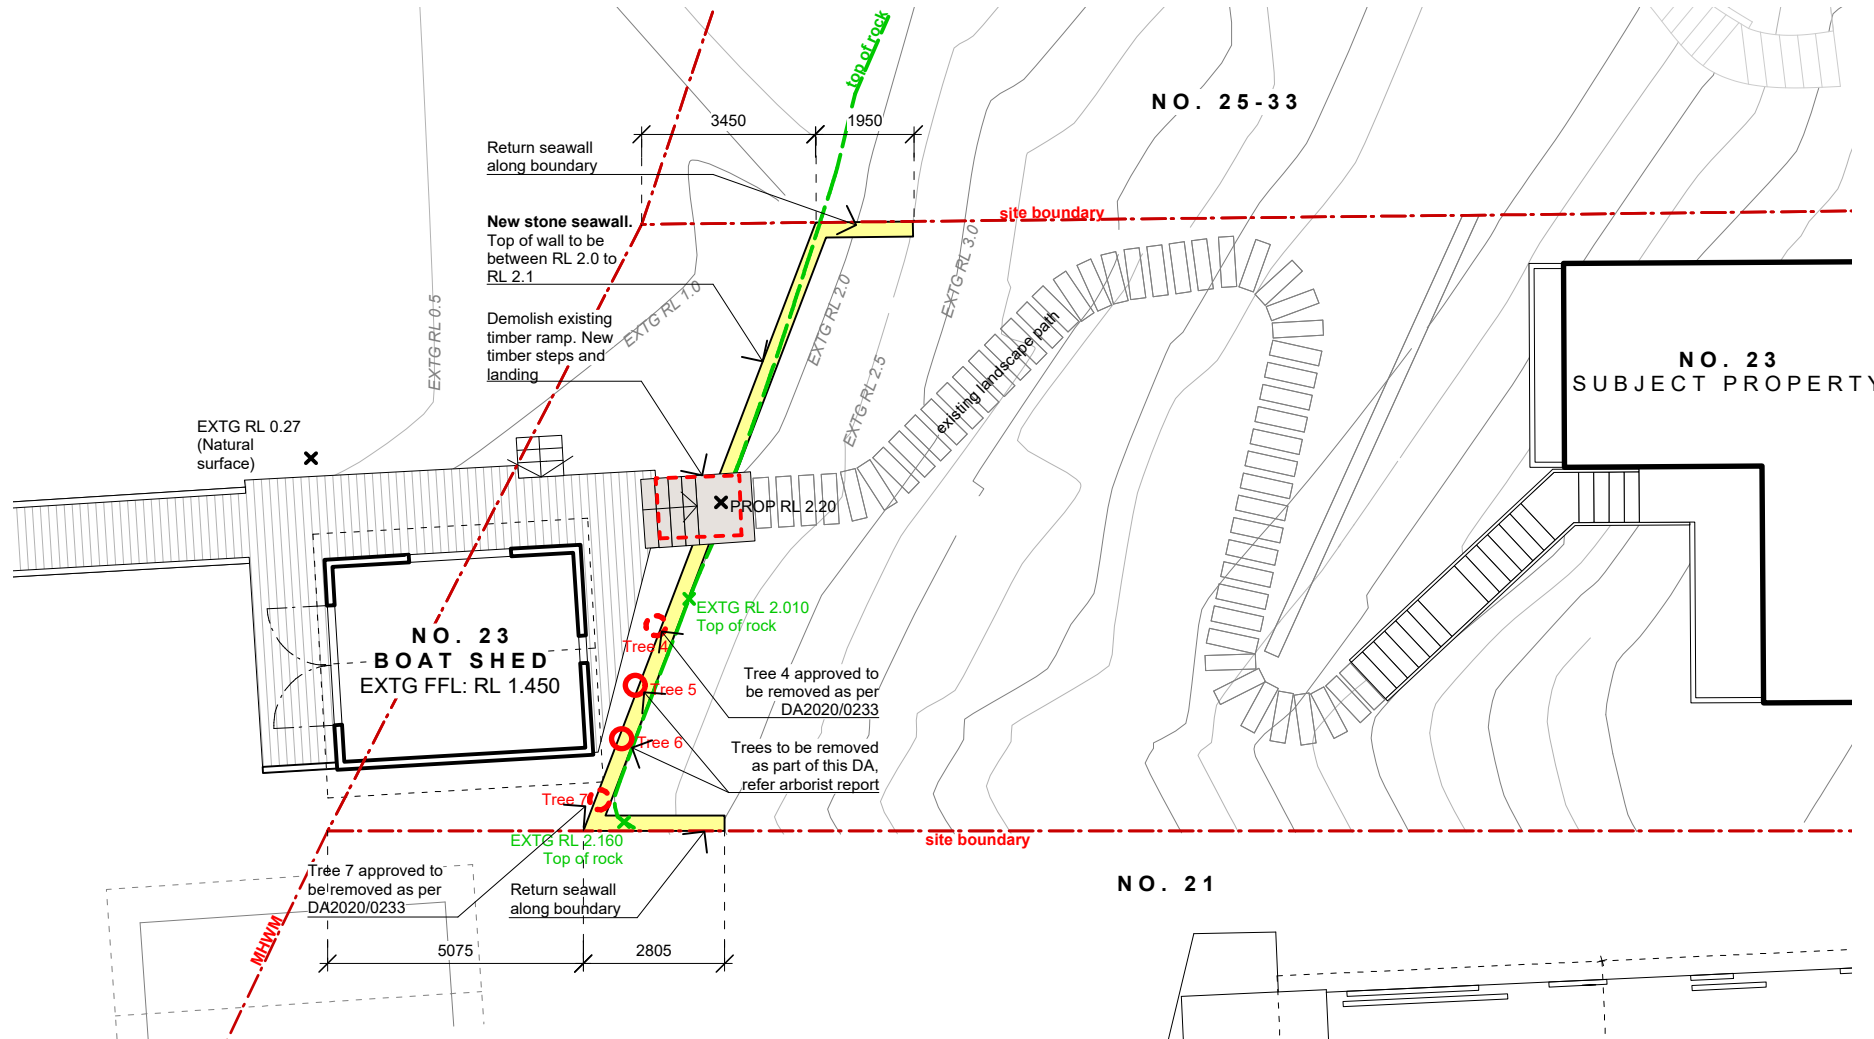 top of rock
NO. 25-33
3450
1950
Return seawall
along boundary
site boundary
New stone seawall.
Top of wall to be
between RL 2.0 to
RL 2.1
EXTG RL 0.5
EXTG RL 1.0
EXTG RL 2.0
EXTG RL 2.5
EXTG RL 3.0
Demolish existing
timber ramp. New
timber steps and
landing
existing landscape path
NO. 23
SUBJECT PROPERTY
EXTG RL 0.27
(Natural
surface)
PROP RL 2.20
EXTG RL 2.010
Top of rock
NO. 23
BOAT SHED
EXTG FFL: RL 1.450
Tree 4
Tree 5
Tree 6
Tree 7
Tree 4 approved to
be removed as per
DA2020/0233
Trees to be removed
as part of this DA,
refer arborist report
EXTG RL 2.160
Top of rock
site boundary
Tree 7 approved to
be removed as per
DA2020/0233
Return seawall
along boundary
NO. 21
MHWM
5075
2805